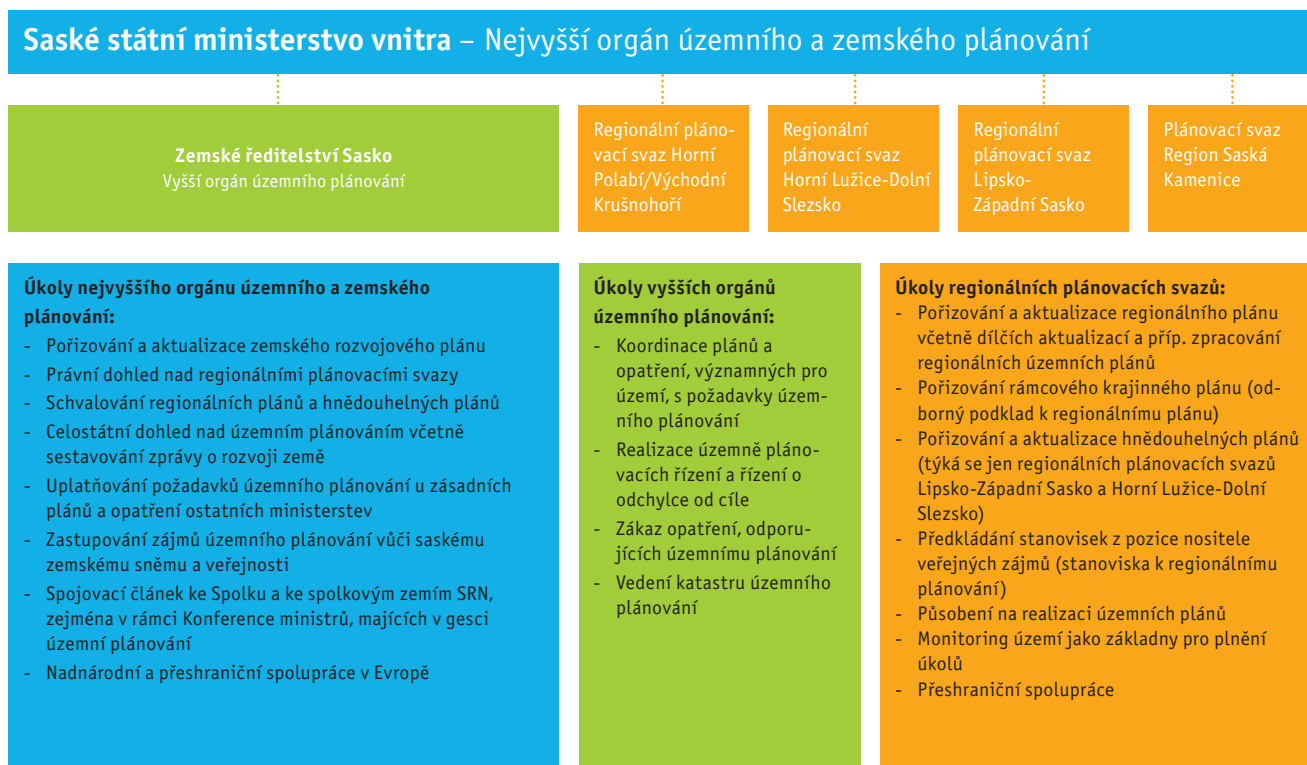 Saské státní ministerstvo vnitra – Nejvyšší orgán územního a zemského plánování
Zemské ředitelství Sasko
Vyšší orgán územního plánování
Regionální pláno-
vací svaz Horní
Polabí/Východní
Krušnohoří
Regionální
plánovací svaz
Horní Lužice-Dolní
Slezsko
Regionální
plánovací svaz
Lipsko-
Západní Sasko
Plánovací svaz
Region Saská
Kamenice
Úkoly nejvyššího orgánu územního a zemského
plánování:
- Pořizování a aktualizace zemského rozvojového plánu
- Právní dohled nad regionálními plánovacími svazy
- Schvalování regionálních plánů a hnědouhelných plánů
- Celostátní dohled nad územním plánováním včetně
sestavování zprávy o rozvoji země
- Uplatňování požadavků územního plánování u zásadních
plánů a opatření ostatních ministerstev
- Zastupování zájmů územního plánování vůči saskému
zemskému sněmu a veřejnosti
- Spojovací článek ke Spolku a ke spolkovým zemím SRN,
zejména v rámci Konference ministrů, majících v gesci
územní plánování
- Nadnárodní a přeshraniční spolupráce v Evropě
Úkoly vyšších orgánů
územního plánování:
- Koordinace plánů a
opatření, významných pro
území, s požadavky územ-
ního plánování
- Realizace územně pláno-
vacích řízení a řízení o
odchylce od cíle
- Zákaz opatření, odporu-
jících územnímu plánování
- Vedení katastru územního
plánování
Úkoly regionálních plánovacích svazů:
- Pořizování a aktualizace regionálního plánu
včetně dílčích aktualizací a příp. zpracování
regionálních územních plánů
- Pořizování rámcového krajinného plánu (od-
borný podklad k regionálnímu plánu)
- Pořizování a aktualizace hnědouhelných plánů
(týká se jen regionálních plánovacích svazů
Lipsko-Západní Sasko a Horní Lužice-Dolní
Slezsko)
- Předkládání stanovisek z pozice nositele
veřejných zájmů (stanoviska k regionálnímu
plánování)
- Působení na realizaci územních plánů
- Monitoring území jako základny pro plnění
úkolů
- Přeshraniční spolupráce